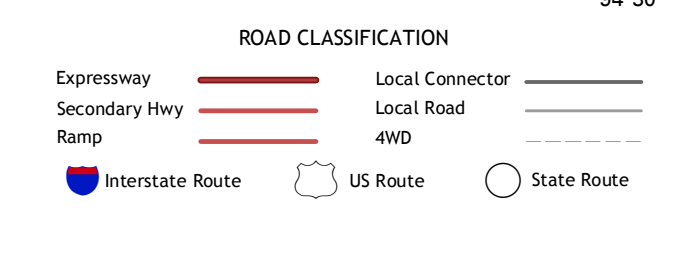 ROAD CLASSIFICATION
Expressway
Local Connector
Secondary Hwy
Local Road
Ramp
4WD
Interstate Route
US Route
State Route